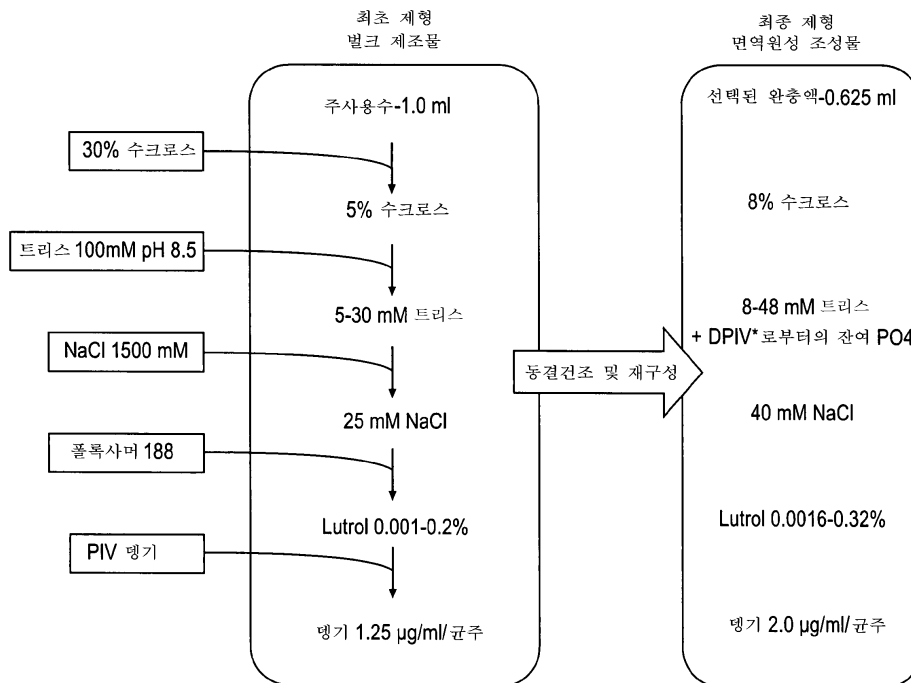 최초 제형
벌크 제조물
주사용수-1.0 ml
30% 수크로스
5% 수크로스
트리스 100mM pH 8.5
5-30 mM 트리스
NaCl 1500 mM
25 mM NaCl
폴록사머 188
Lutrol 0.001-0.2%
PIV 뎅기
뎅기 1.25 µg/ml/균주
동결건조 및 재구성
최종 제형
면역원성 조성물
선택된 완충액-0.625 ml
8% 수크로스
8-48 mM 트리스
+ DPIV*로부터의 잔여 PO4
40 mM NaCl
Lutrol 0.0016-0.32%
뎅기 2.0 µg/ml/균주